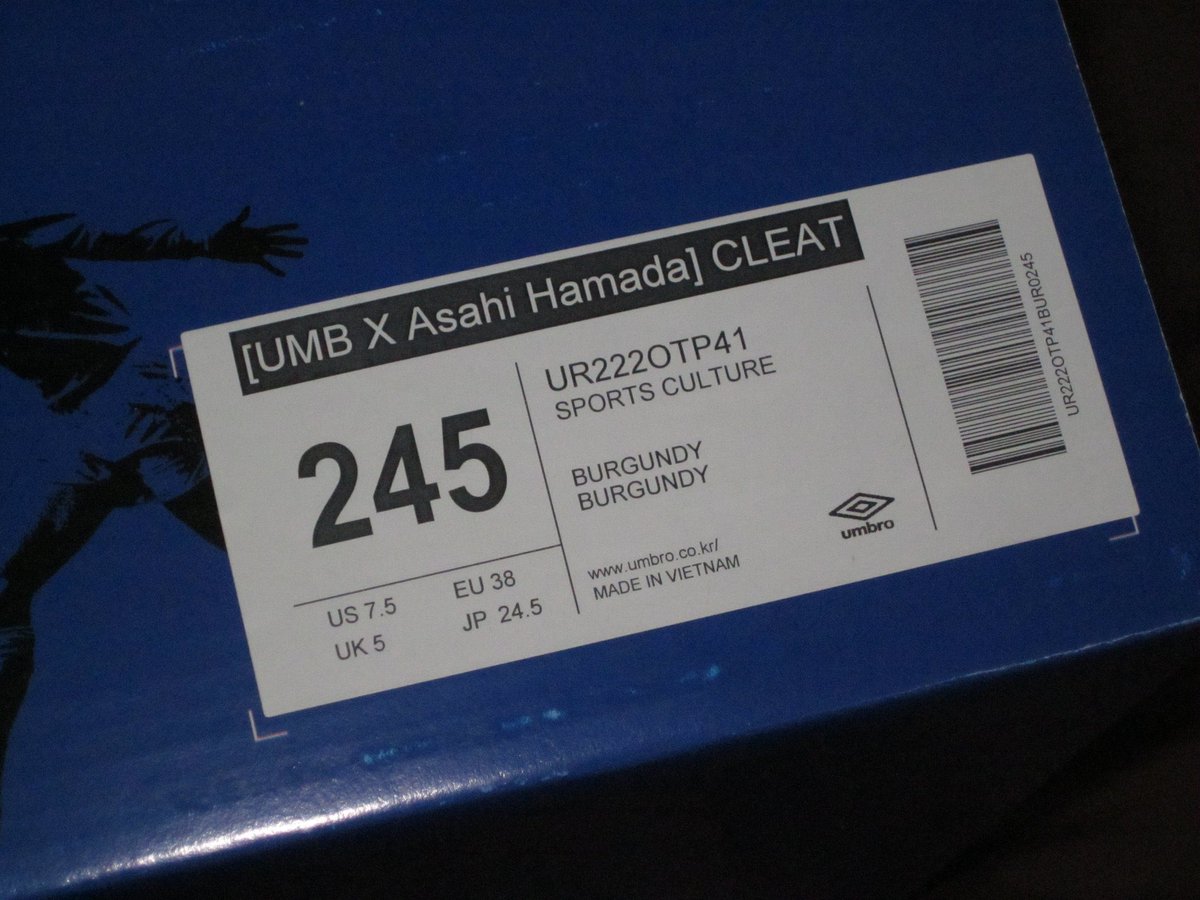 [UMB X Asahi Hamada] CLEAT
245
US 7.5 EU 38
UK 5 JP 24.5
UR222OTP41
SPORTS CULTURE
BURGUNDY
BURGUNDY
www.umbro.co.kr/
MADE IN VIETNAM
umbro
UR222OTP41BUR0245